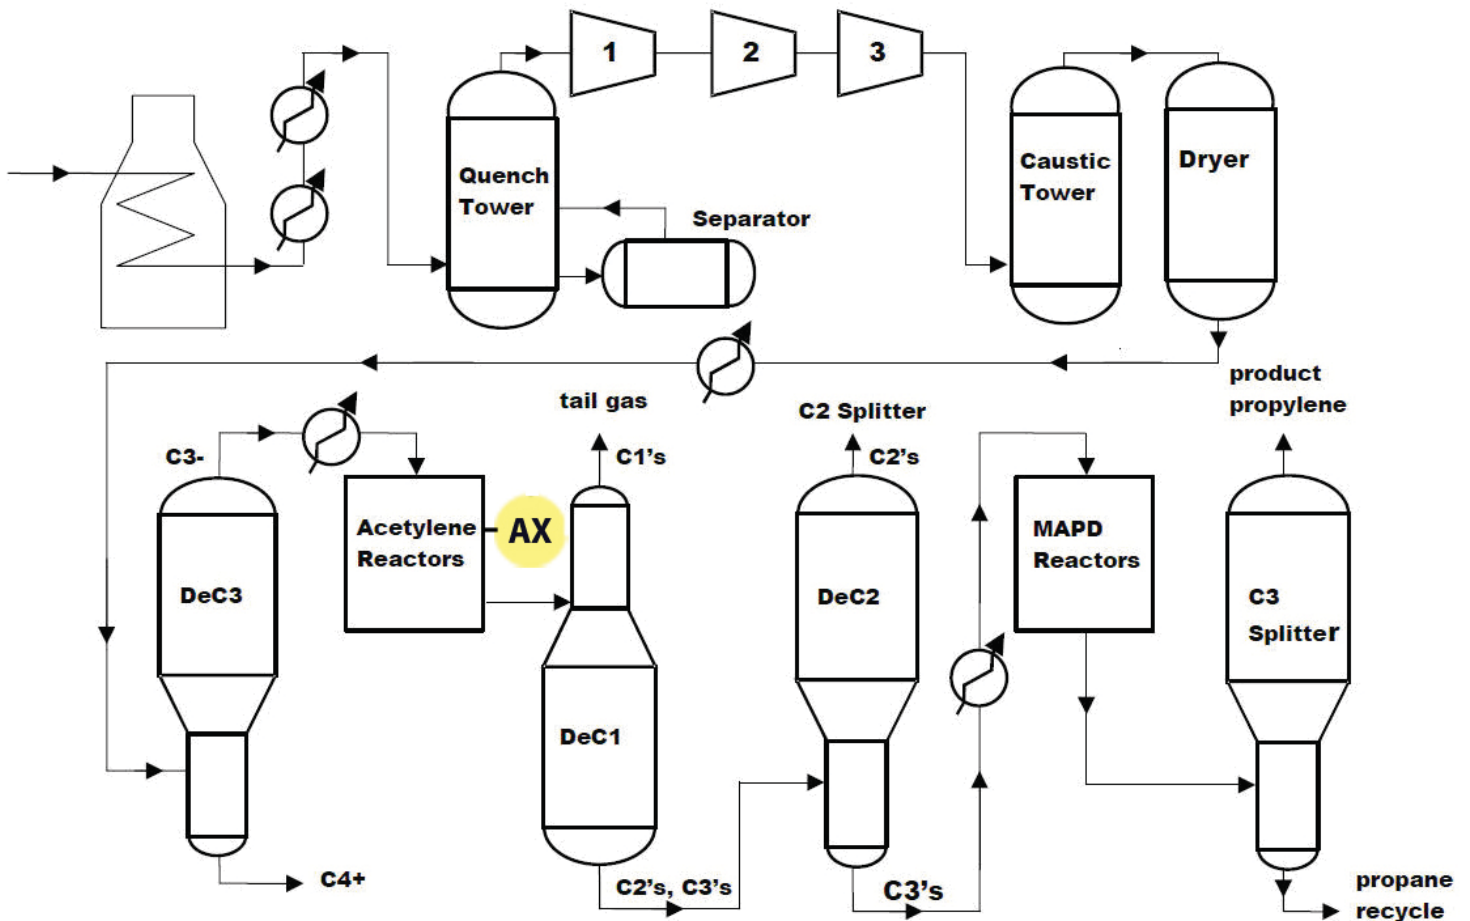 1
2
3
Quench
Tower
Separator
Caustic
Tower
Dryer
tail gas
C1's
C2 Splitter
C2's
product
propylene
C3-
DeC3
Acetylene
Reactors
AX
DeC1
DeC2
MAPD
Reactors
C3
Splitter
C4+
C2's, C3's
C3's
propane
recycle